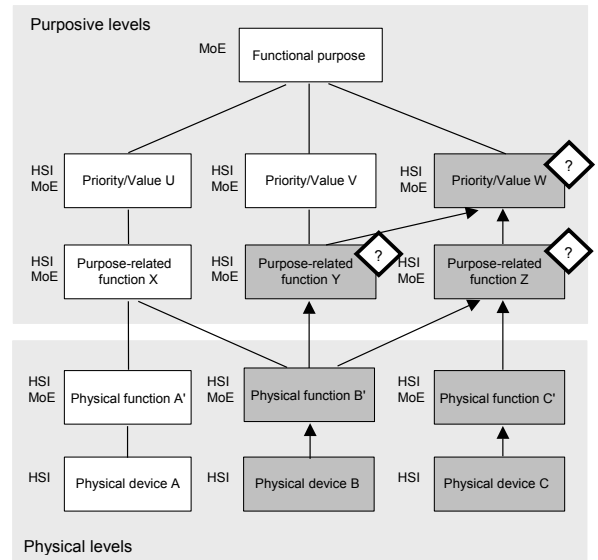 Purposive levels
MoE
Functional purpose
HSI
MoE
Priority/Value U
HSI
MoE
Priority/Value V
HSI
MoE
Priority/Value W
?
HSI
MoE
Purpose-related
function X
HSI
MoE
Purpose-related
function Y
?
HSI
MoE
Purpose-related
function Z
?
HSI
MoE
Physical function A'
HSI
MoE
Physical function B'
HSI
MoE
Physical function C'
HSI
Physical device A
HSI
Physical device B
HSI
Physical device C
Physical levels